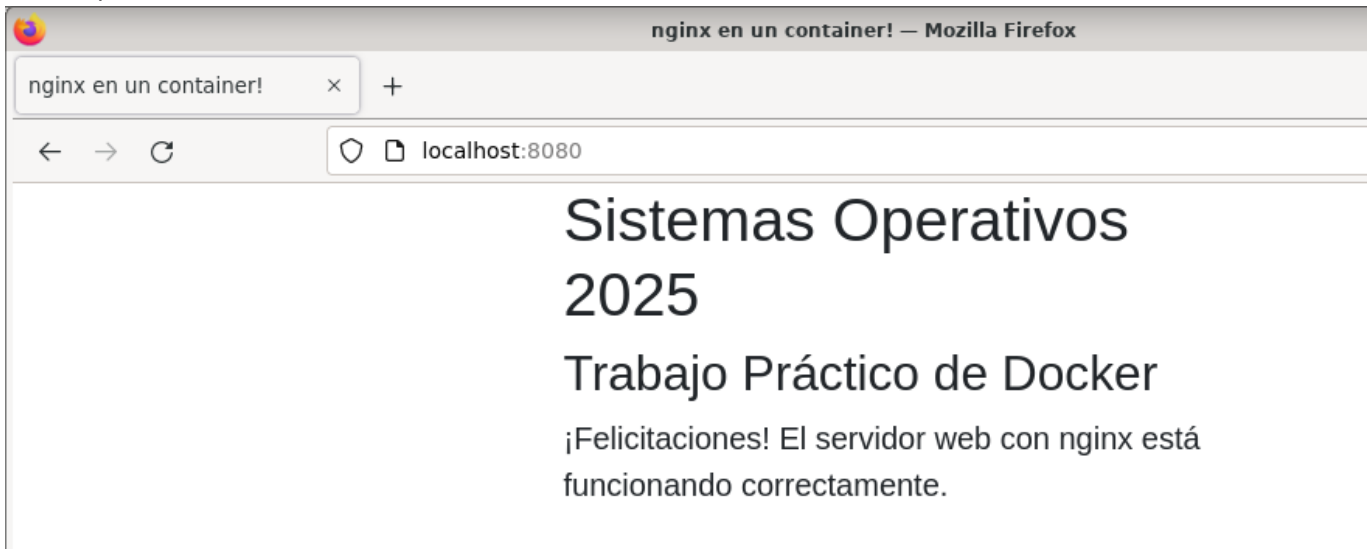 nginx en un container! — Mozilla Firefox
nginx en un container!
localhost:8080
Sistemas Operativos
2025
Trabajo Práctico de Docker
¡Felicitaciones! El servidor web con nginx está
funcionando correctamente.